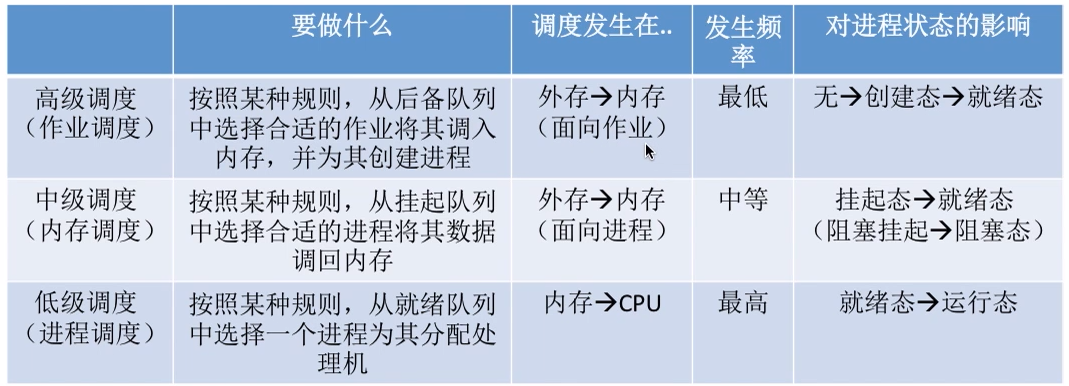 要做什么
调度发生在..
发生频
率
对进程状态的影响
高级调度
（作业调度）
按照某种规则，从后备队列
中选择合适的作业将其调入
内存，并为其创建进程
外存→内存
（面向作业）
最低
无→创建态→就绪态
中级调度
（内存调度）
按照某种规则，从挂起队列
中选择合适的进程将其数据
调回内存
外存→内存
（面向进程）
中等
挂起态→就绪态
（阻塞挂起→阻塞态）
低级调度
（进程调度）
按照某种规则，从就绪队列
中选择一个进程为其分配处
理机
内存→CPU
最高
就绪态→运行态